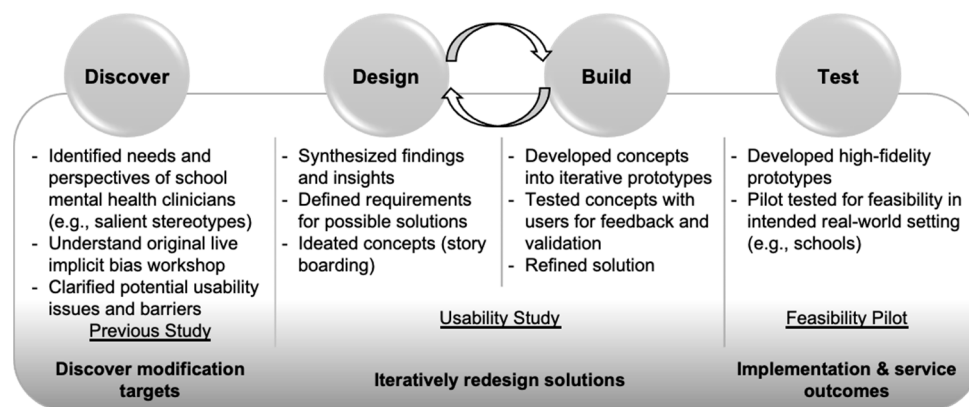 Discover
Design
Build
Test
- Identified needs and
perspectives of school
mental health clinicians
(e.g., salient stereotypes)
- Understand original live
implicit bias workshop
- Clarified potential usability
issues and barriers
Previous Study
Discover modification
targets
- Synthesized findings
and insights
- Defined requirements
for possible solutions
- Ideated concepts (story
boarding)
- Developed concepts
into iterative prototypes
- Tested concepts with
users for feedback and
validation
- Refined solution
Usability Study
Iteratively redesign solutions
- Developed high-fidelity
prototypes
- Pilot tested for feasibility in
intended real-world setting
(e.g., schools)
Feasibility Pilot
Implementation & service
outcomes